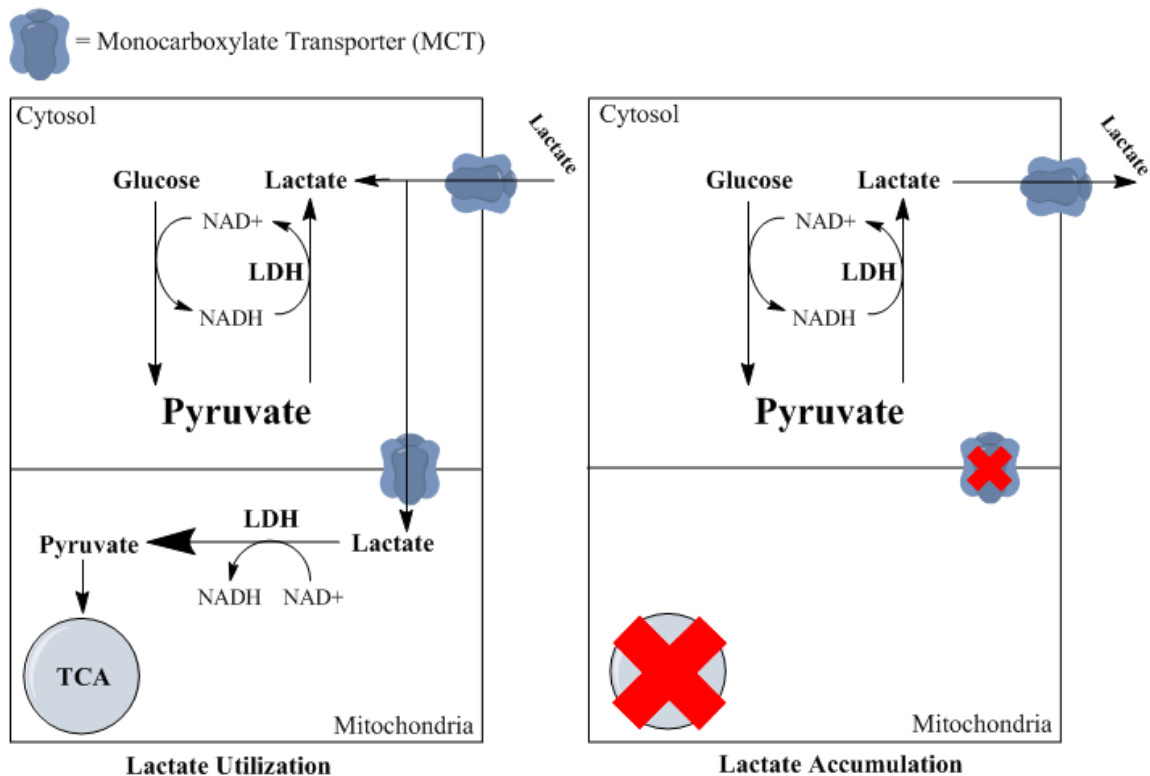 = Monocarboxylate Transporter (MCT)
Cytosol
Lactate
Glucose
Lactate
NAD+
LDH
NADH
Pyruvate
LDH
Pyruvate
Lactate
NADH
NAD+
TCA
Mitochondria
Lactate Utilization
Cytosol
Lactate
Glucose
Lactate
NAD+
LDH
NADH
Pyruvate
Mitochondria
Lactate Accumulation